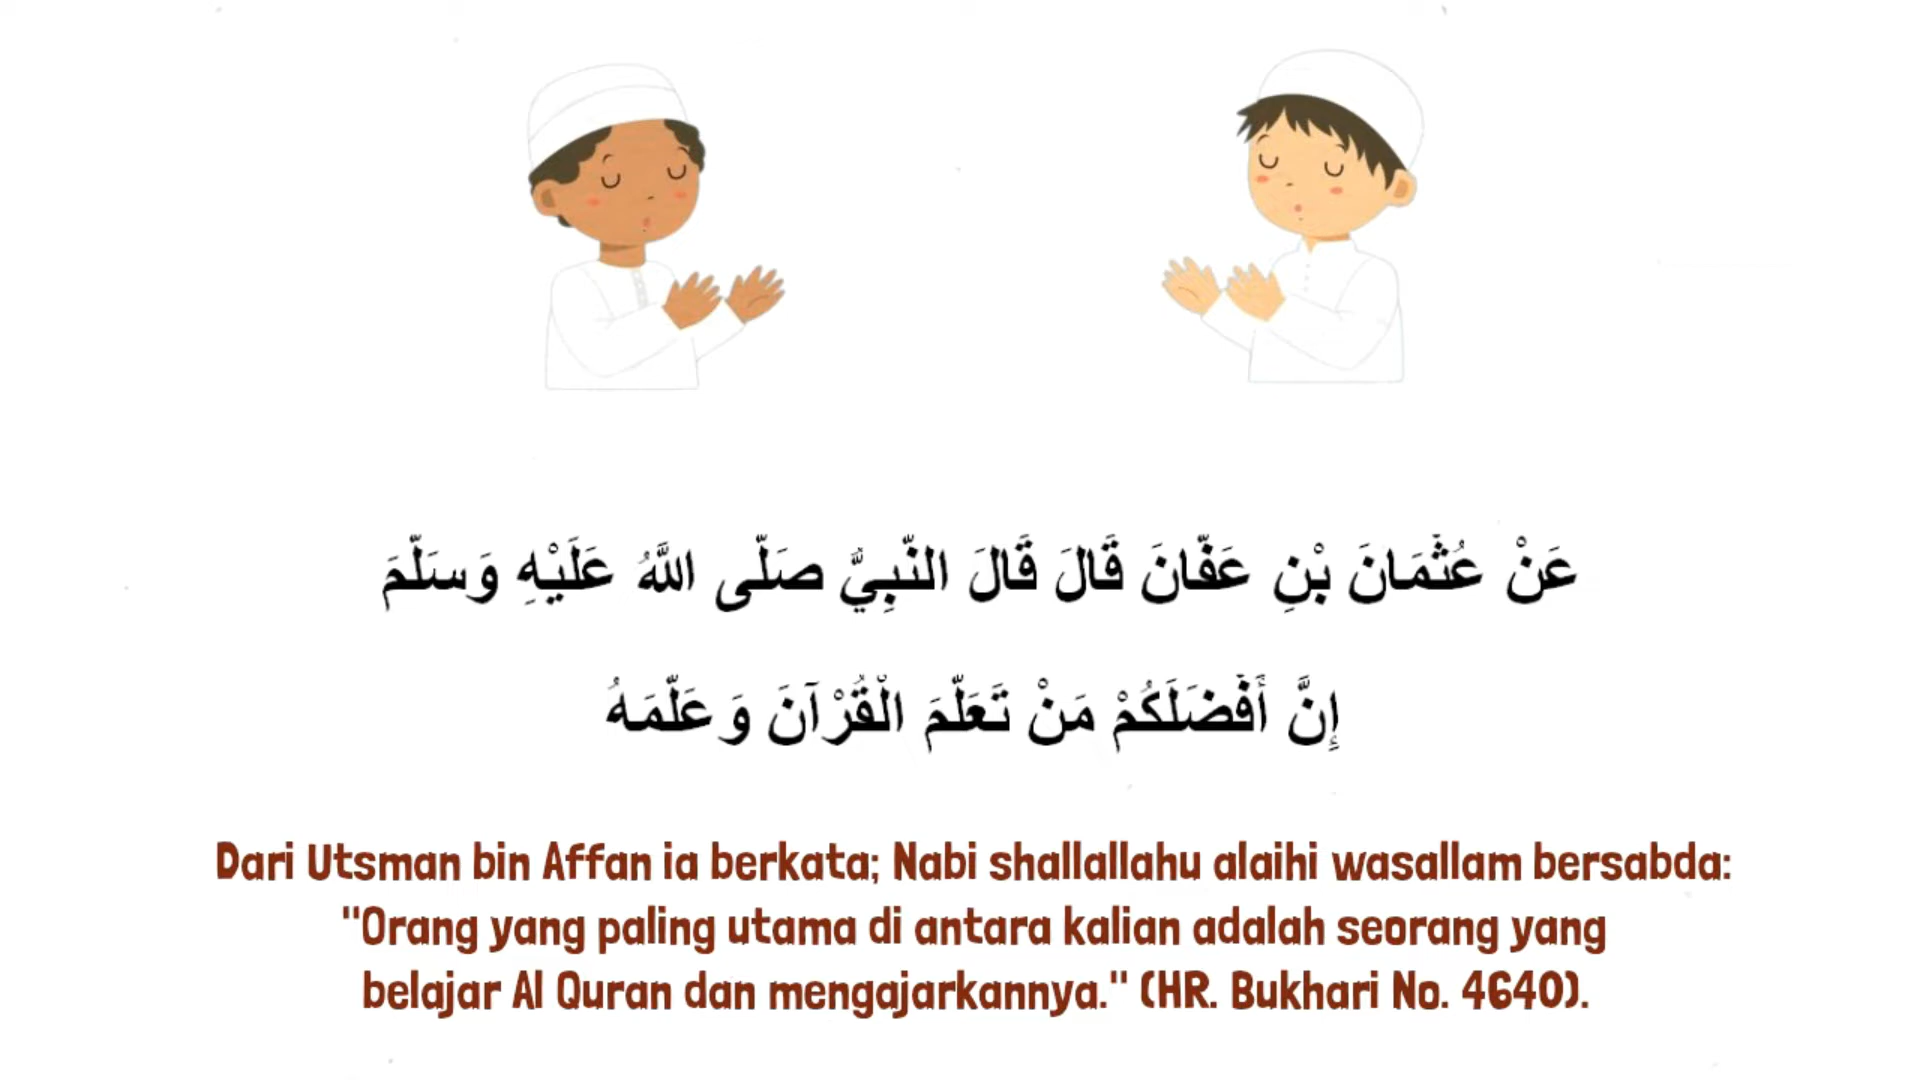 عَنْ عُثْمَانَ بْنِ عَفَّانَ قَالَ قَالَ النَّبِيُّ صَلَّى اللَّهُ عَلَيْهِ وَسَلَّمَ
إِنَّ أَفْضَلَكُمْ مَنْ تَعَلَّمَ الْقُرْآنَ وَعَلَّمَهُ
Dari Utsman bin Affan ia berkata; Nabi shallallahu alaihi wasallam bersabda:
"Orang yang paling utama di antara kalian adalah seorang yang
belajar Al Quran dan mengajarkannya." (HR. Bukhari No. 4640).